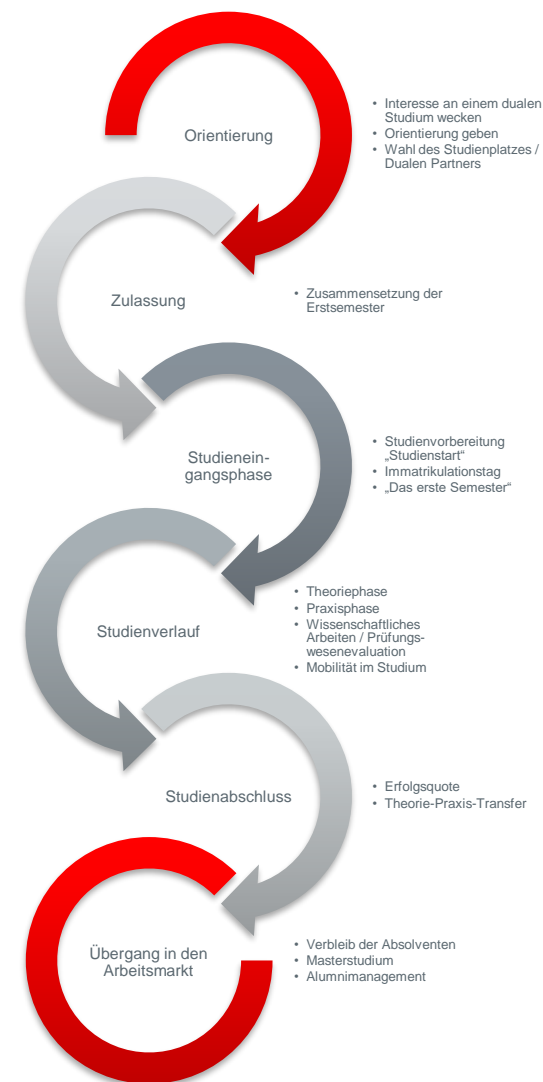 Orientierung
• Interesse an einem dualen
Studium wecken
• Orientierung geben
• Wahl des Studienplatzes /
Dualen Partners
Zulassung
• Zusammensetzung der
Erstsemester
Studienein-
gangsphase
• Studienvorbereitung
„Studienstart“
• Immatrikulationstag
• „Das erste Semester“
Studienverlauf
• Theoriephase
• Praxisphase
• Wissenschaftliches
Arbeiten / Prüfungs-
wesenevaluation
• Mobilität im Studium
Studienabschluss
• Erfolgsquote
• Theorie-Praxis-Transfer
Übergang in den
Arbeitsmarkt
• Verbleib der Absolventen
• Masterstudium
• Alumnimanagement